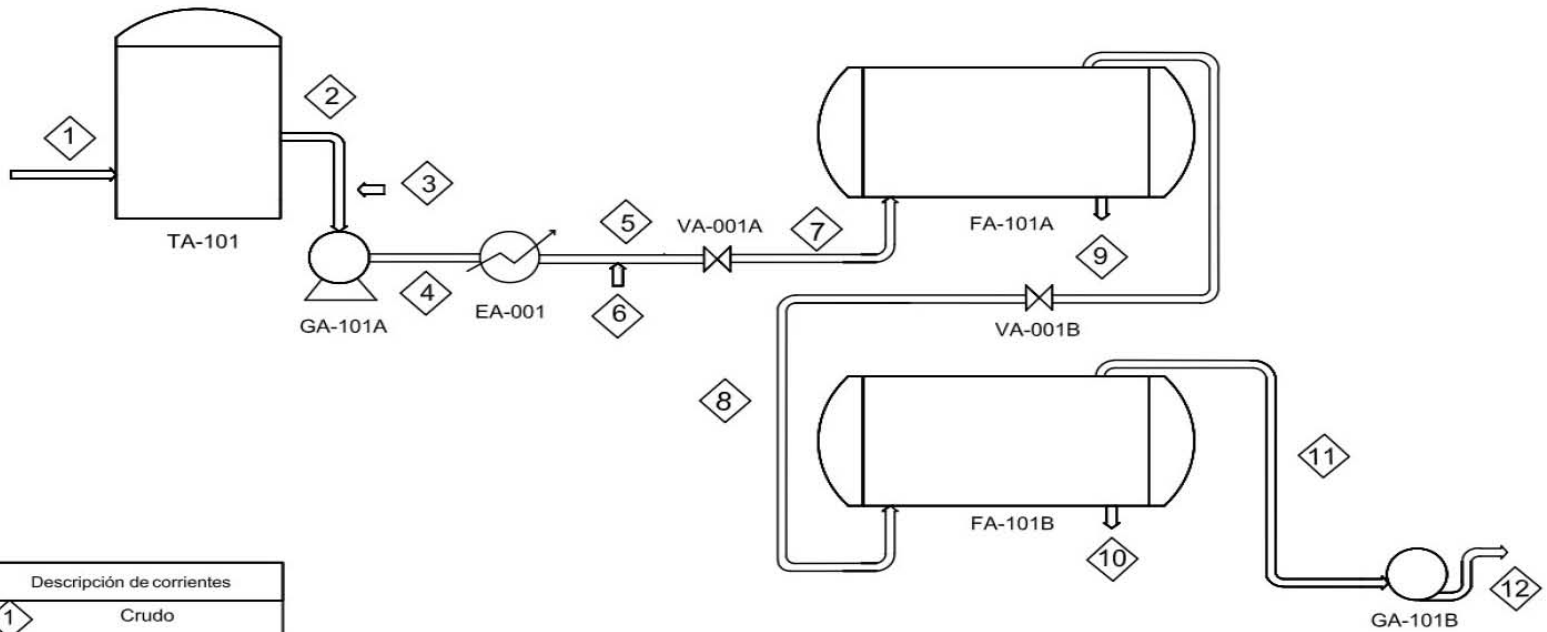 1
2
3
TA-101
GA-101A
4
EA-001
5
6
VA-001A
7
FA-101A
9
VA-001B
8
FA-101B
10
11
12
GA-101B
Descripción de corrientes
1 Crudo